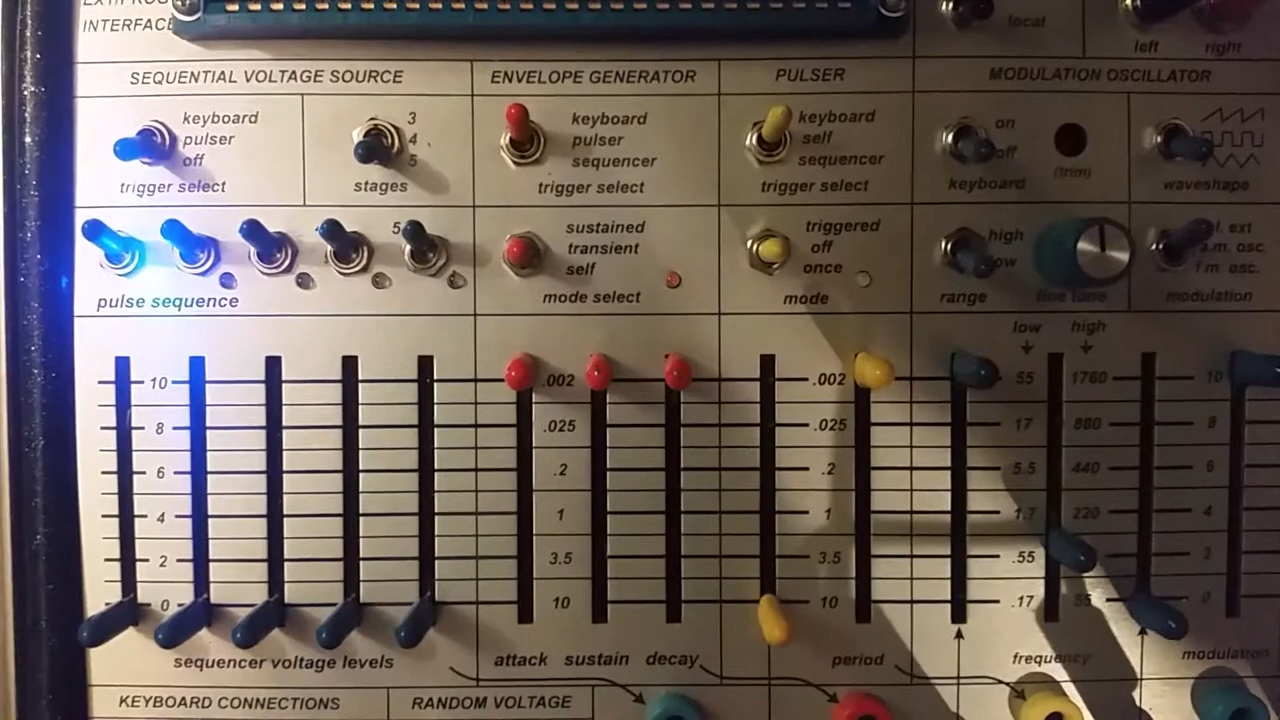 INTERFACE
local
left right
SEQUENTIAL VOLTAGE SOURCE
keyboard
pulser
off
trigger select
3
4
5
stages
5
pulse sequence
10
8
6
4
2
0
sequencer voltage levels
ENVELOPE GENERATOR
keyboard
pulser
sequencer
trigger select
sustained
transient
self
mode select
.002
.025
.2
1
3.5
10
attack sustain decay
PULSER
keyboard
self
sequencer
trigger select
triggered
off
once
mode
.002
.025
.2
1
3.5
10
period
MODULATION OSCILLATOR
on
off
keyboard
(trim)
waveshape
high
low
range
fine tune
l. ext
a.m. osc.
f m. osc.
modulation
low high
55 1760
17 880
5.5 440
1.7 220
.55
.17 55
frequency
10
8
6
4
2
0
modulation
KEYBOARD CONNECTIONS
RANDOM VOLTAGE